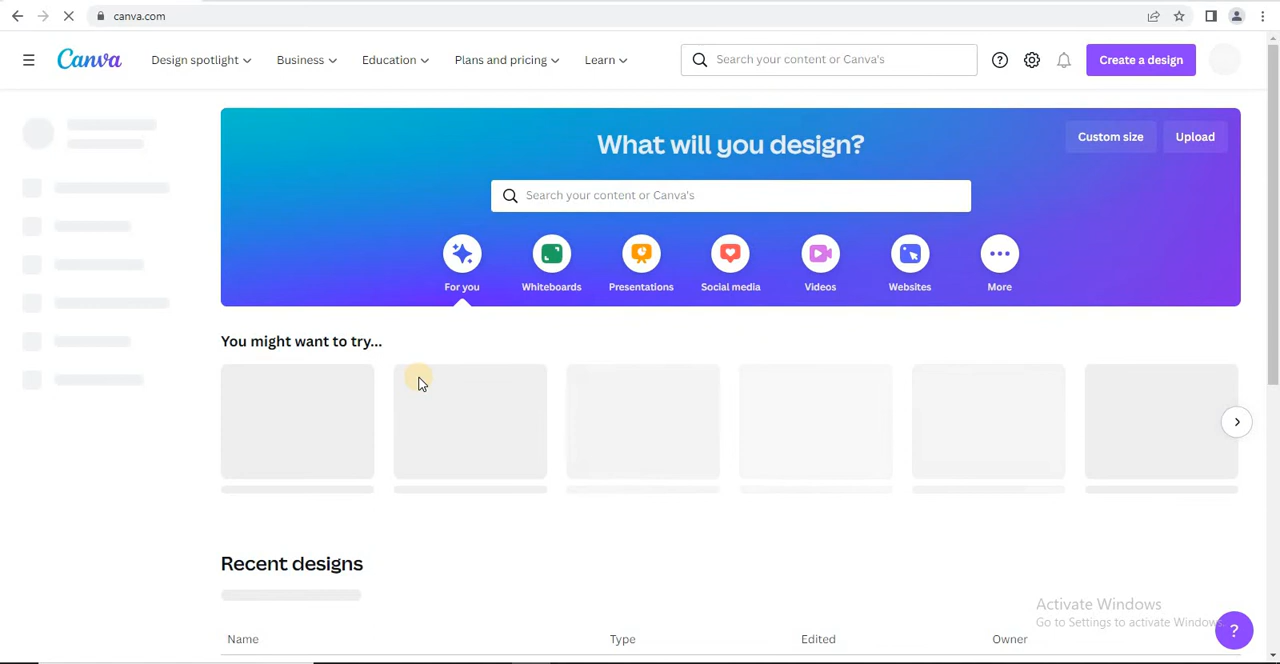 canva.com
Canva
Design spotlight
Business
Education
Plans and pricing
Learn
Search your content or Canva's
Create a design
What will you design?
Custom size
Upload
Search your content or Canva's
For you
Whiteboards
Presentations
Social media
Videos
Websites
More
You might want to try...
Recent designs
Name
Type
Edited
Owner
Activate Windows
Go to Settings to activate Windows.
?